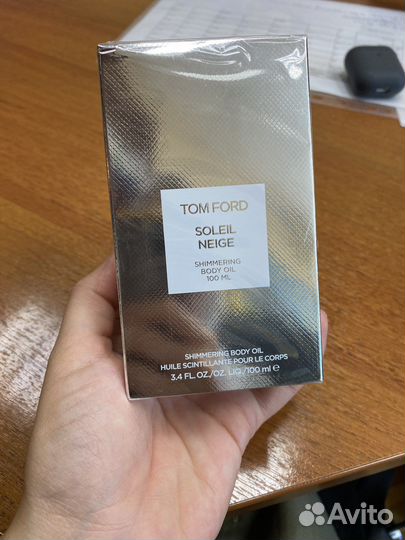 TOM FORD
SOLEIL
NEIGE
SHIMMERING
BODY OIL
100 ML
SHIMMERING BODY OIL
HUILE SCINTILLANTE POUR LE CORPS
3.4 FL.OZ./OZ. LIQ./100 ml ℮
Avito